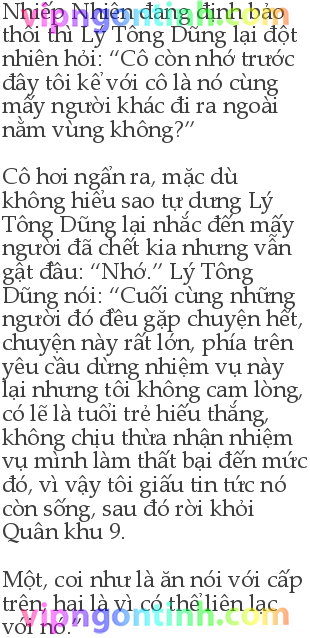 Nhiếp Nhiên đang định bảo
thôi thì Lý Tông Dũng lại đột
nhiên hỏi: “Cô còn nhớ trước
đây tôi kể với cô là nó cùng
mấy người khác đi ra ngoài
nằm vùng không?”
Cô hơi ngẩn ra, mặc dù
không hiểu sao tự dưng Lý
Tông Dũng lại nhắc đến mấy
người đã chết kia nhưng vẫn
gật đầu: “Nhớ.” Lý Tông
Dũng nói: “Cuối cùng những
người đó đều gặp chuyện hết,
chuyện này rất lớn, phía trên
yêu cầu dừng nhiệm vụ này
lại nhưng tôi không cam lòng,
có lẽ là tuổi trẻ hiếu thắng,
không chịu thừa nhận nhiệm
vụ mình làm thất bại đến mức
đó, vì vậy tôi giấu tin tức nó
còn sống, sau đó rời khỏi
Quân khu 9.
Một, coi như là ăn nói với cấp
trên, hai là vì có thể liên lạc
với nó.”
vipngontinh.com
vipngontinh.com